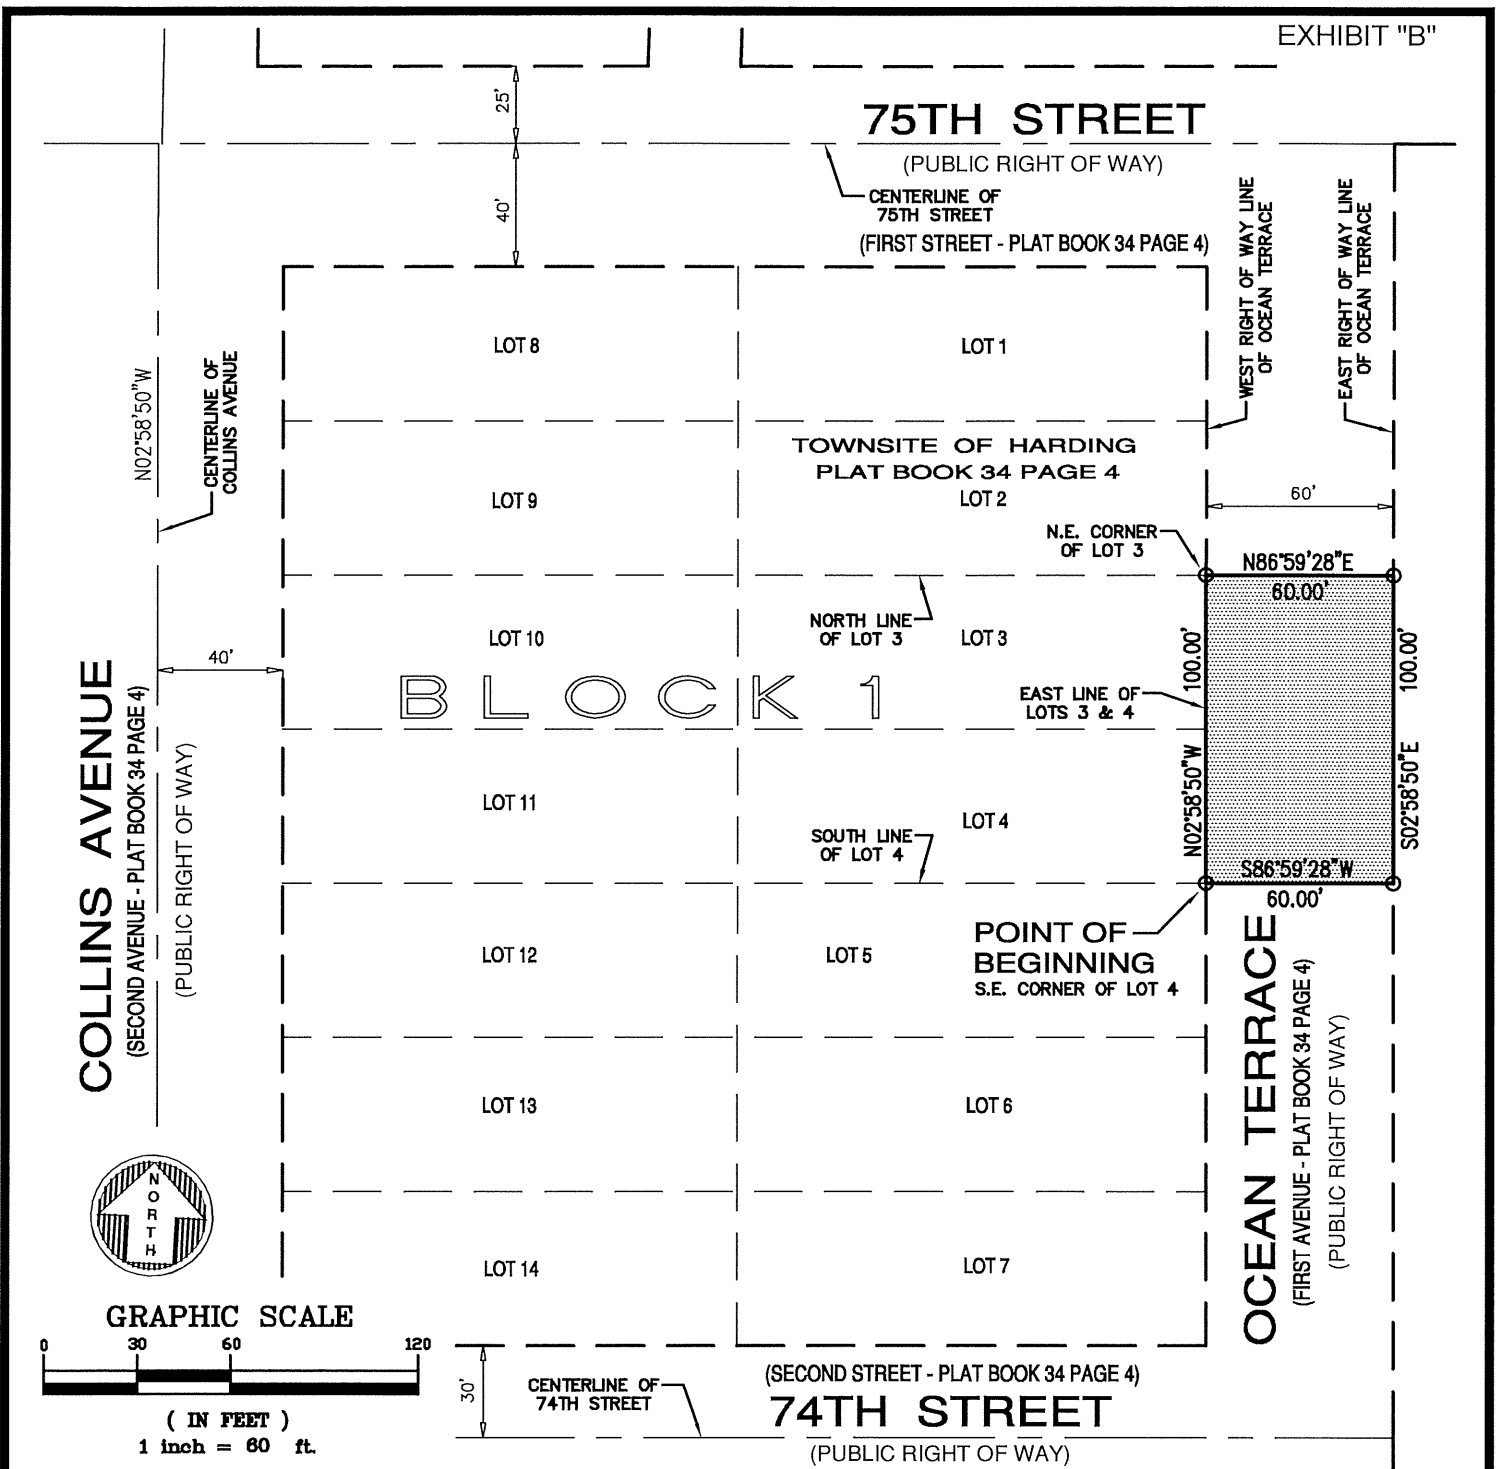 EXHIBIT "B"
25'
75TH STREET
(PUBLIC RIGHT OF WAY)
CENTERLINE OF
75TH STREET
40'
(FIRST STREET - PLAT BOOK 34 PAGE 4)
WEST RIGHT OF WAY LINE
OF OCEAN TERRACE
EAST RIGHT OF WAY LINE
OF OCEAN TERRACE
LOT 8
LOT 1
N02°58'50"W
CENTERLINE OF
COLLINS AVENUE
TOWNSITE OF HARDING
PLAT BOOK 34 PAGE 4
LOT 9
LOT 2
60'
N.E. CORNER
OF LOT 3
N86°59'28"E
60.00'
NORTH LINE
OF LOT 3
LOT 10
LOT 3
100.00'
100.00'
40'
BLOCK 1
EAST LINE OF
LOTS 3 & 4
COLLINS AVENUE
(SECOND AVENUE - PLAT BOOK 34 PAGE 4)
(PUBLIC RIGHT OF WAY)
N02°58'50"W
S02°58'50"E
LOT 11
LOT 4
SOUTH LINE
OF LOT 4
S86°59'28"W
60.00'
POINT OF
BEGINNING
S.E. CORNER OF LOT 4
LOT 12
LOT 5
OCEAN TERRACE
(FIRST AVENUE - PLAT BOOK 34 PAGE 4)
(PUBLIC RIGHT OF WAY)
LOT 13
LOT 6
NORTH
LOT 14
LOT 7
GRAPHIC SCALE
0 30 60 120
( IN FEET )
1 inch = 60 ft.
30'
CENTERLINE OF
74TH STREET
(SECOND STREET - PLAT BOOK 34 PAGE 4)
74TH STREET
(PUBLIC RIGHT OF WAY)